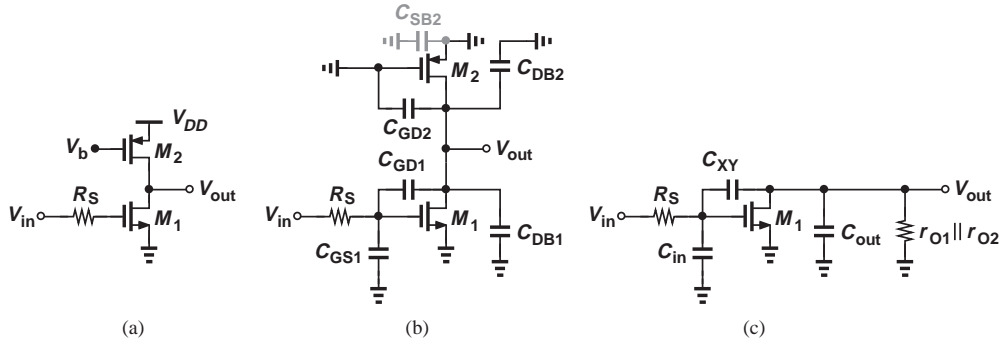 V_DD
V_b
M_2
V_out
R_S
V_in
M_1
(a)
C_SB2
M_2
C_DB2
C_GD2
V_out
C_GD1
R_S
V_in
M_1
C_GS1
C_DB1
(b)
C_XY
V_out
R_S
V_in
M_1
C_out
r_O1 || r_O2
C_in
(c)